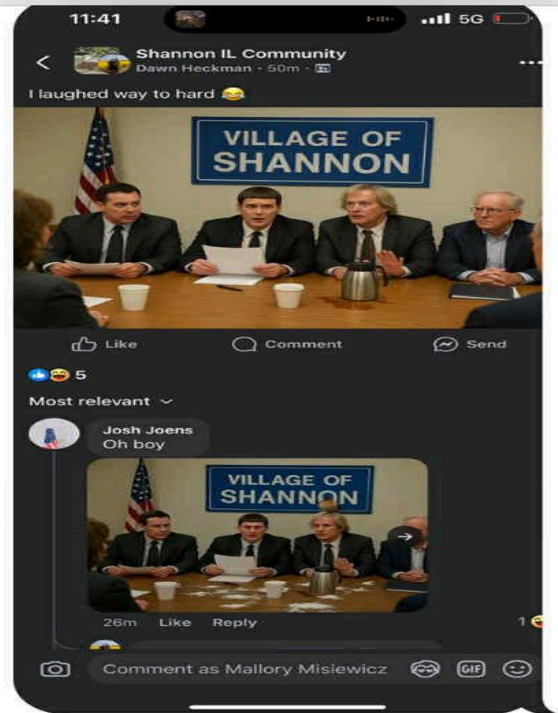 11:41
5G
Shannon IL Community
Dawn Heckman · 50m ·
I laughed way to hard 😂
VILLAGE OF
SHANNON
Like
Comment
Send
5
Most relevant
Josh Joens
Oh boy
VILLAGE OF
SHANNON
26m Like Reply
1
Comment as Mallory Misiewicz
GIF